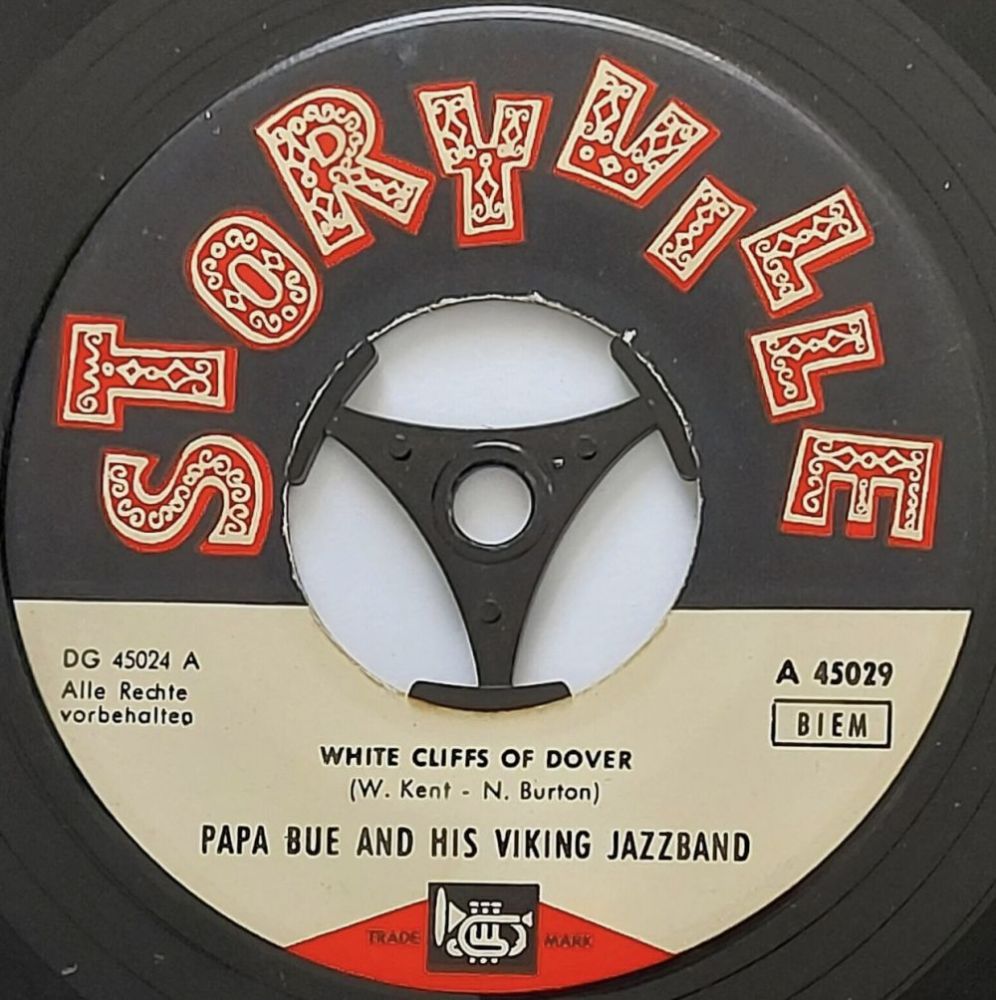 STORYVILLE
DG 45024 A
Alle Rechte
vorbehalten
A 45029
BIEM
WHITE CLIFFS OF DOVER
(W. Kent - N. Burton)
PAPA BUE AND HIS VIKING JAZZBAND
TRADE MARK